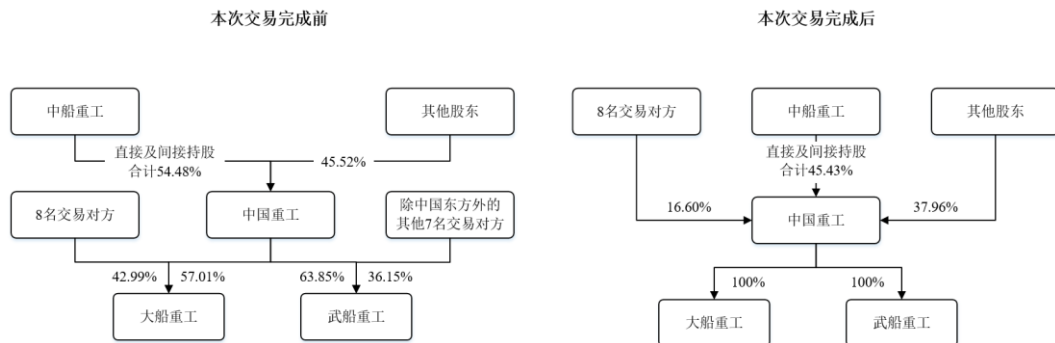 本次交易完成前
本次交易完成后
中船重工
其他股东
直接及间接持股
合计54.48%
45.52%
8名交易对方
中国重工
除中国东方外的
其他7名交易对方
42.99%
57.01%
63.85%
36.15%
大船重工
武船重工
8名交易对方
中船重工
其他股东
直接及间接持股
合计45.43%
16.60%
中国重工
37.96%
100%
100%
大船重工
武船重工